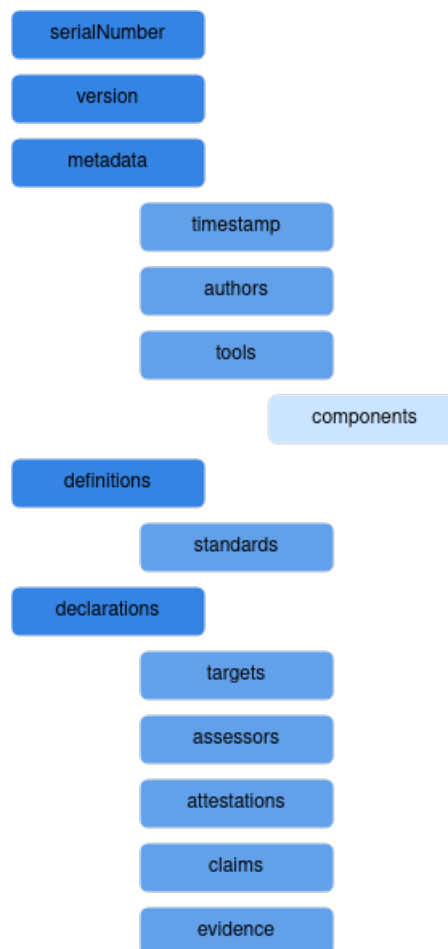 serialNumber
version
metadata
timestamp
authors
tools
components
definitions
standards
declarations
targets
assessors
attestations
claims
evidence